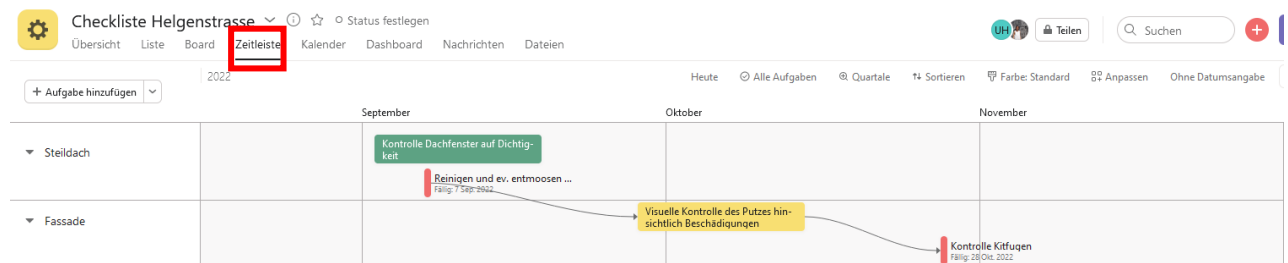 Checkliste Helgenstrasse
Status festlegen
UH
Teilen
Suchen
Übersicht Liste Board Zeitleiste Kalender Dashboard Nachrichten Dateien
+ Aufgabe hinzufügen
2022
Heute Alle Aufgaben Quartale Sortieren Farbe: Standard Anpassen Ohne Datumsangabe
September Oktober November
Steildach
Kontrolle Dachfenster auf Dichtig-
keit
Reinigen und ev. entmoosen ...
Fällig: 7 Sep. 2022
Fassade
Visuelle Kontrolle des Putzes hin-
sichtlich Beschädigungen
Kontrolle Kitfugen
Fällig: 28 Okt. 2022